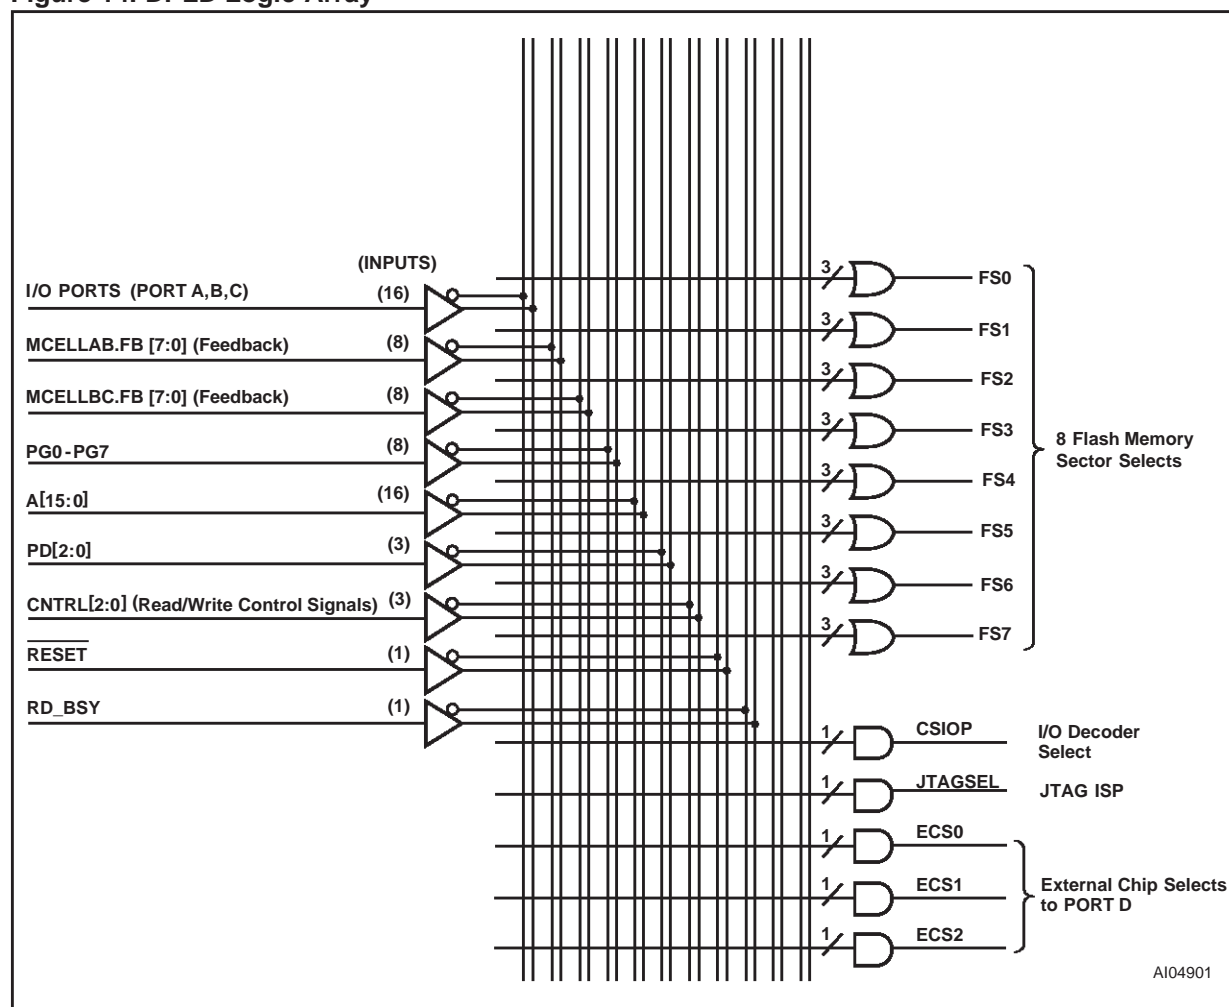 Figure 14. DPLD Logic Array
(INPUTS)
I/O PORTS (PORT A,B,C) (16)
MCELLAB.FB [7:0] (Feedback) (8)
MCELLBC.FB [7:0] (Feedback) (8)
PG0-PG7 (8)
A[15:0] (16)
PD[2:0] (3)
CNTRL[2:0] (Read/Write Control Signals) (3)
RESET (1)
RD_BSY (1)
3 FS0
3 FS1
3 FS2
3 FS3
3 FS4
3 FS5
3 FS6
3 FS7
8 Flash Memory
Sector Selects
1 CSIOP
I/O Decoder
Select
1 JTAGSEL
JTAG ISP
1 ECS0
1 ECS1
1 ECS2
External Chip Selects
to PORT D
AI04901